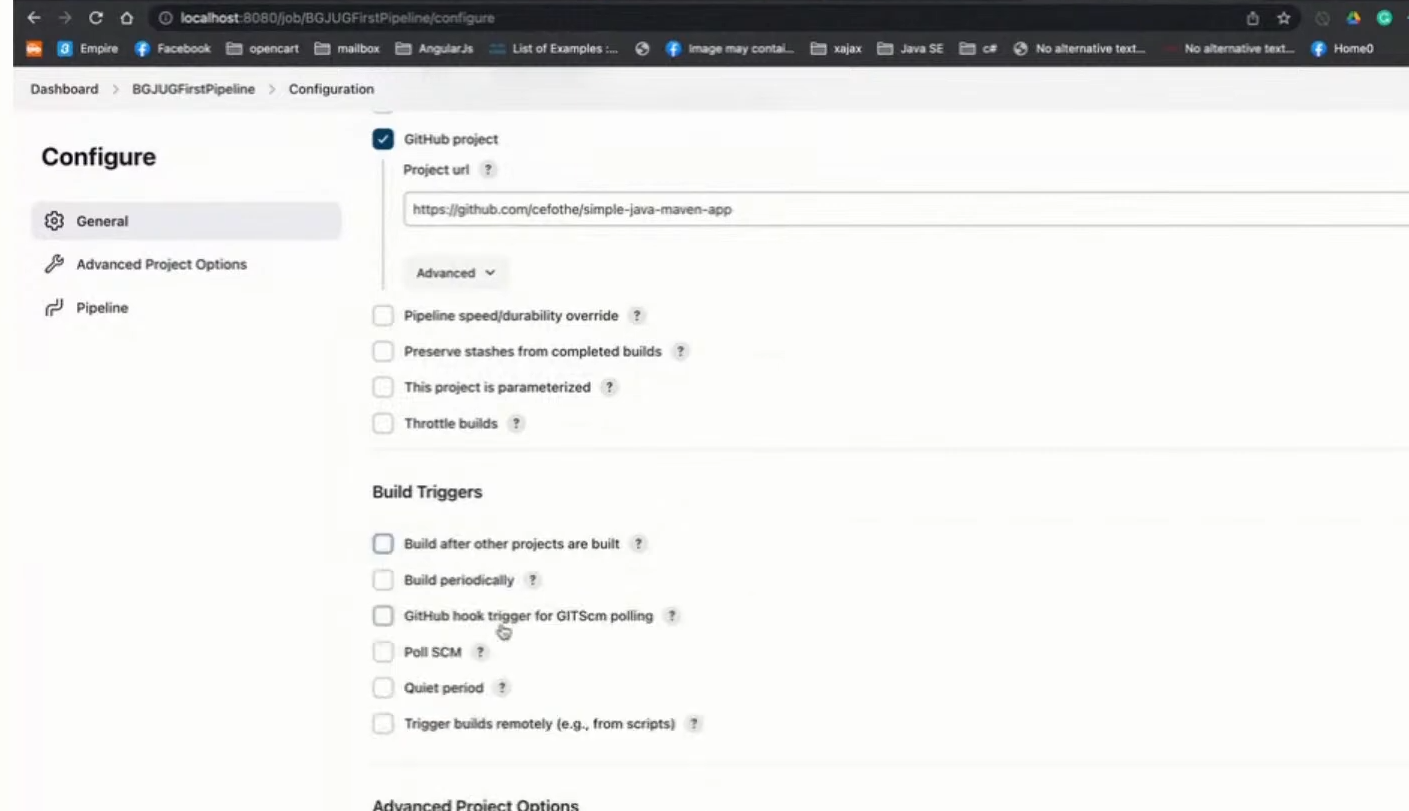 localhost:8080/job/BGJUGFirstPipeline/configure
Empire Facebook opencart mailbox AngularJs List of Examples :... Image may contai... xajax Java SE c# No alternative text... No alternative text... Home0
Dashboard > BGJUGFirstPipeline > Configuration
Configure
General
Advanced Project Options
Pipeline
GitHub project
Project url ?
https://github.com/cefothe/simple-java-maven-app
Advanced
Pipeline speed/durability override ?
Preserve stashes from completed builds ?
This project is parameterized ?
Throttle builds ?
Build Triggers
Build after other projects are built ?
Build periodically ?
GitHub hook trigger for GITScm polling ?
Poll SCM ?
Quiet period ?
Trigger builds remotely (e.g., from scripts) ?
Advanced Project Options